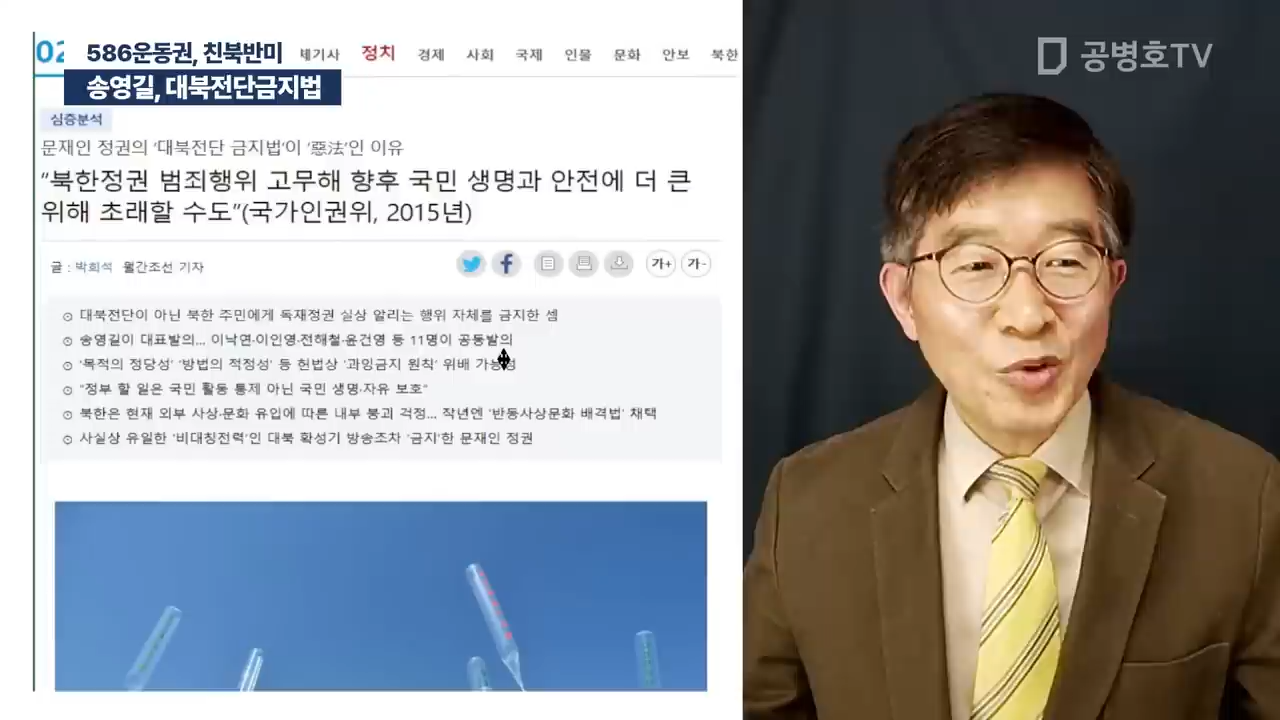 586운동권, 친북반미
송영길, 대북전단금지법
공병호TV
체기사 정치 경제 사회 국제 인물 문화 안보 북한
심층분석
문재인 정권의 ‘대북전단 금지법’이 ‘惡法’인 이유
“북한정권 범죄행위 고무해 향후 국민 생명과 안전에 더 큰
위해 초래할 수도”(국가인권위, 2015년)
글 : 박희석 월간조선 기자
가+ 가-
대북전단이 아닌 북한 주민에게 독재정권 실상 알리는 행위 자체를 금지한 셈
송영길이 대표발의... 이낙연·이인영·전해철·윤건영 등 11명이 공동발의
‘목적의 정당성’ ‘방법의 적정성’ 등 헌법상 ‘과잉금지 원칙’ 위배 가능성
“정부 할 일은 국민 활동 통제 아닌 국민 생명·자유 보호”
북한은 현재 외부 사상·문화 유입에 따른 내부 붕괴 걱정... 작년엔 ‘반동사상문화 배격법’ 채택
사실상 유일한 ‘비대칭전력’인 대북 확성기 방송조차 ‘금지’한 문재인 정권